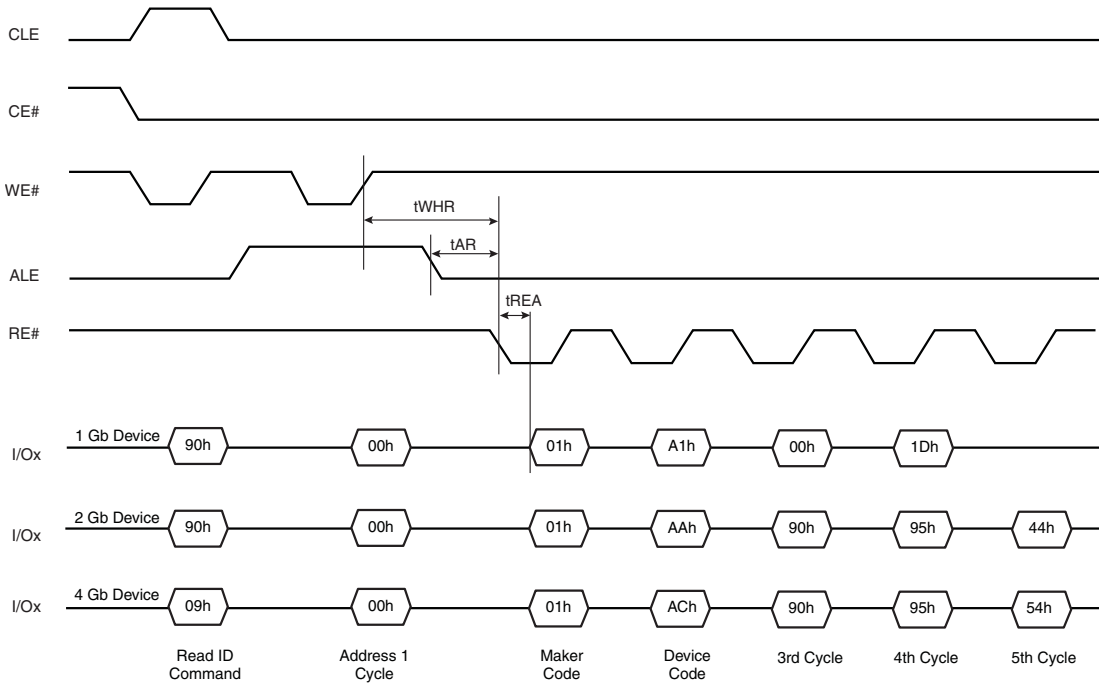 CLE
CE#
WE#
tWHR
tAR
ALE
tREA
RE#
1 Gb Device
I/Ox
90h
00h
01h
A1h
00h
1Dh
2 Gb Device
I/Ox
90h
00h
01h
AAh
90h
95h
44h
4 Gb Device
I/Ox
09h
00h
01h
ACh
90h
95h
54h
Read ID
Command
Address 1
Cycle
Maker
Code
Device
Code
3rd Cycle
4th Cycle
5th Cycle